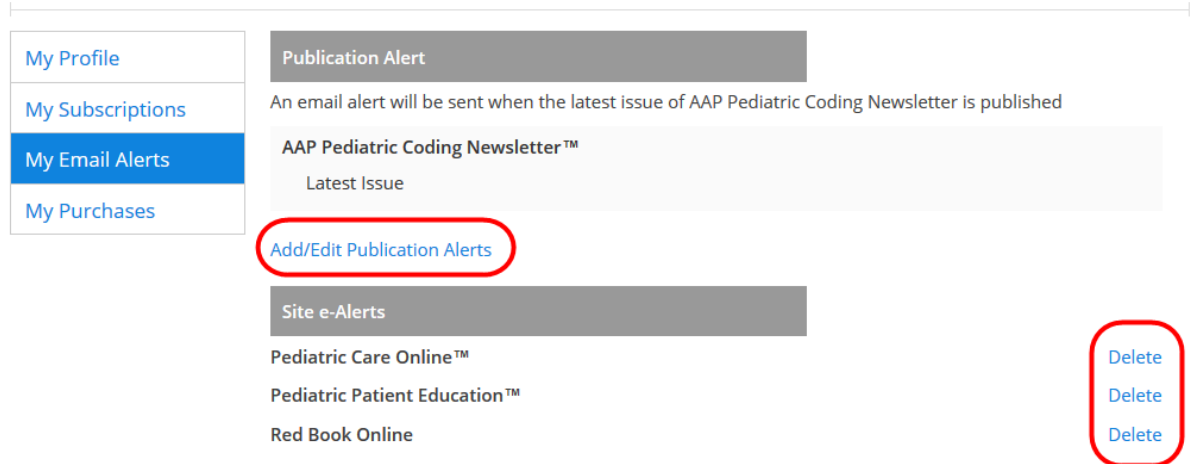 My Profile
My Subscriptions
My Email Alerts
My Purchases
Publication Alert
An email alert will be sent when the latest issue of AAP Pediatric Coding Newsletter is published
AAP Pediatric Coding Newsletter™
Latest Issue
Add/Edit Publication Alerts
Site e-Alerts
Pediatric Care Online™ Delete
Pediatric Patient Education™ Delete
Red Book Online Delete